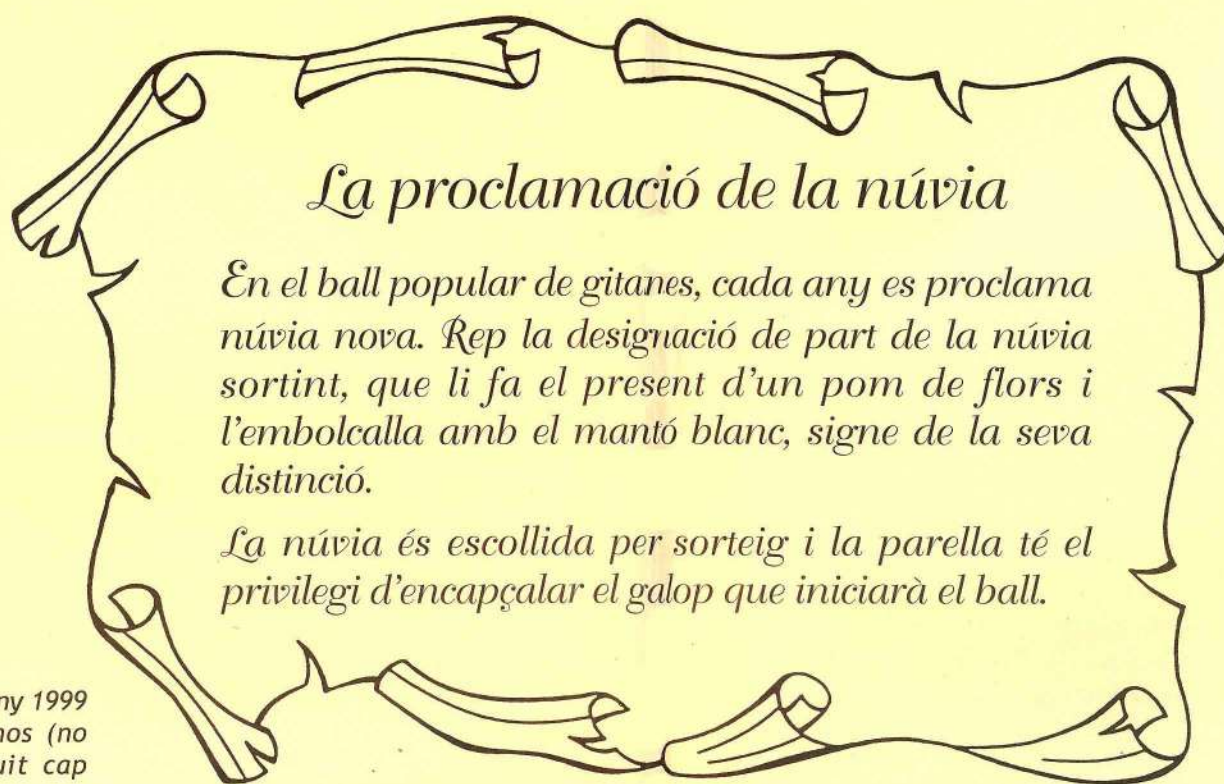 La proclamació de la núvia
En el ball popular de gitanes, cada any es proclama
núvia nova. Rep la designació de part de la núvia
sortint, que li fa el present d'un pom de flors i
l'embolcalla amb el mantó blanc, signe de la seva
distinció.
La núvia és escollida per sorteig i la parella té el
privilegi d'encapçalar el galop que iniciarà el ball.
1999
(no
cap